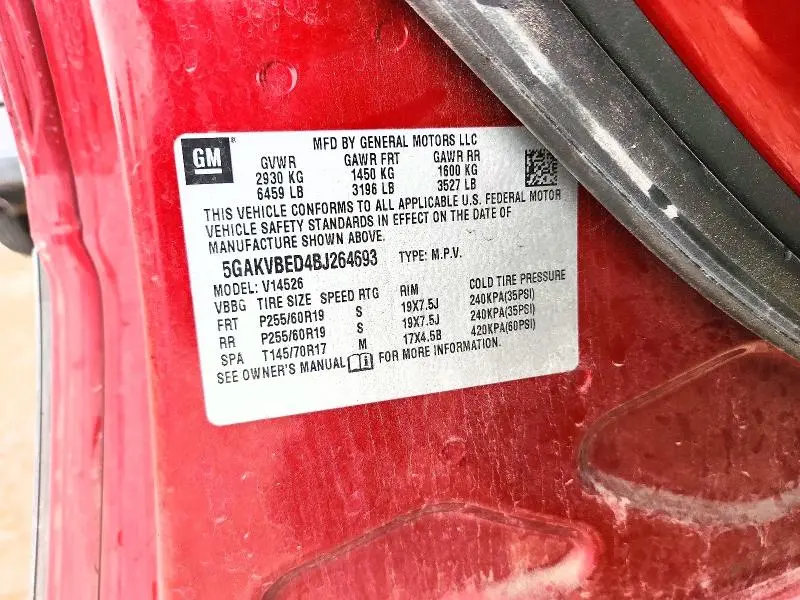 GM
MFD BY GENERAL MOTORS LLC
GVWR GAWR FRT GAWR RR
2930 KG 1450 KG 1600 KG
6459 LB 3196 LB 3527 LB
THIS VEHICLE CONFORMS TO ALL APPLICABLE U.S. FEDERAL MOTOR
VEHICLE SAFETY STANDARDS IN EFFECT ON THE DATE OF
MANUFACTURE SHOWN ABOVE.
5GAKVBED4BJ264693 TYPE: M.P.V.
MODEL: V14526
VBBG TIRE SIZE SPEED RTG RIM COLD TIRE PRESSURE
FRT P255/60R19 S 19X7.5J 240KPA(35PSI)
RR P255/60R19 S 19X7.5J 240KPA(35PSI)
SPA T145/70R17 M 17X4.5B 420KPA(60PSI)
SEE OWNER'S MANUAL FOR MORE INFORMATION.